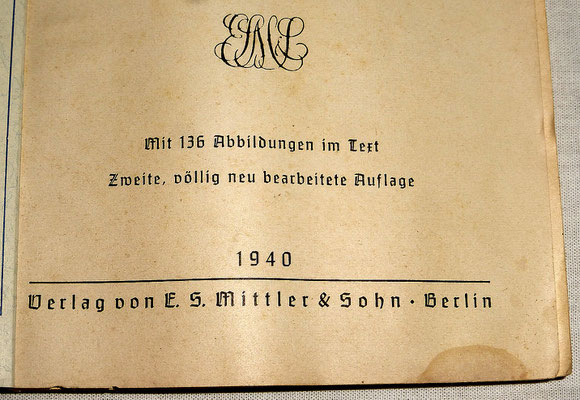 Mit 136 Abbildungen im Text
Zweite, völlig neu bearbeitete Auflage
1940
Verlag von E. S. Mittler & Sohn · Berlin